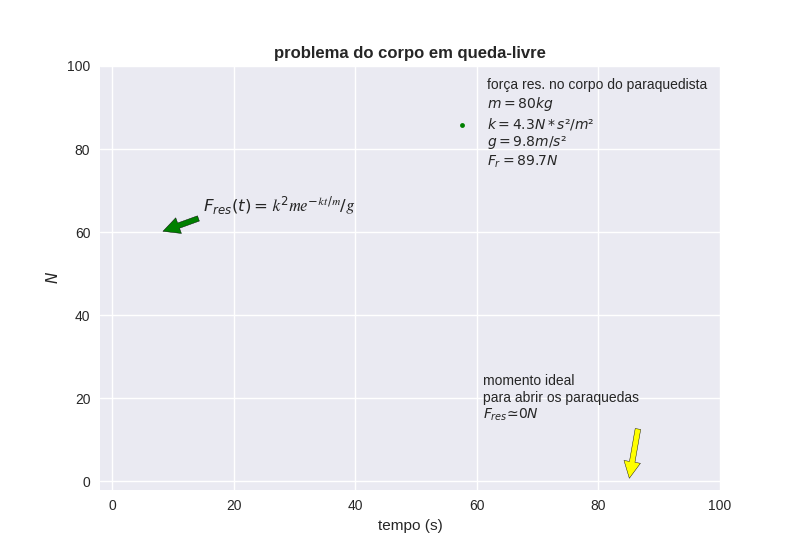 problema do corpo em queda-livre
100
80
60
40
20
0
N
força res. no corpo do paraquedista
m = 80kg
k = 4.3N * s²/m²
g = 9.8m/s²
F_r = 89.7N
F_res(t) = k²me^(-kt/m)/g
momento ideal
para abrir os paraquedas
F_res ≃ 0N
0 20 40 60 80 100
tempo (s)